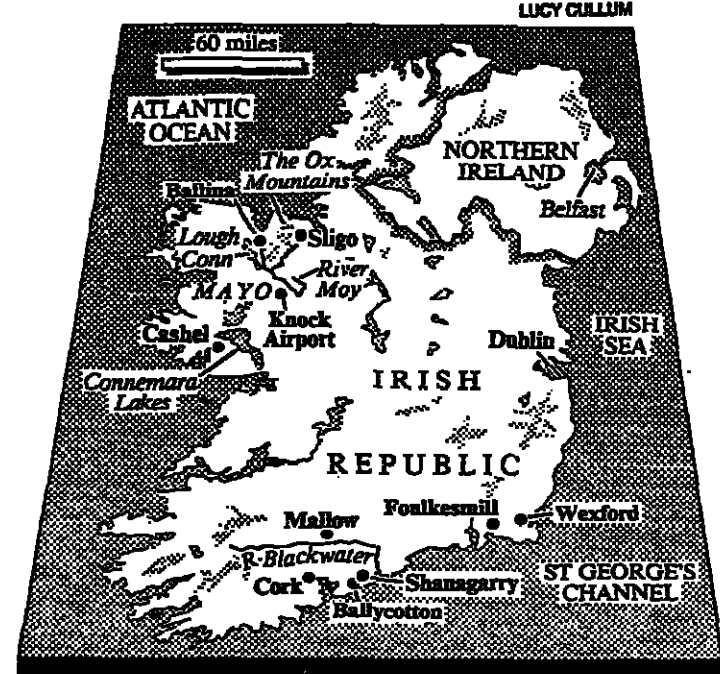 LUCY CULLUM
60 miles
ATLANTIC
OCEAN
NORTHERN
IRELAND
The Ox
Mountains
Ballina
Belfast
Lough
Conn
Sligo
River
Moy
MAYO
Knock
Airport
IRISH
SEA
Cashel
Dublin
Connemara
Lakes
IRISH
REPUBLIC
Foulkesmill
Wexford
Mallow
R-Blackwater
Cork
Shanagarry
ST GEORGE'S
CHANNEL
Ballycotton